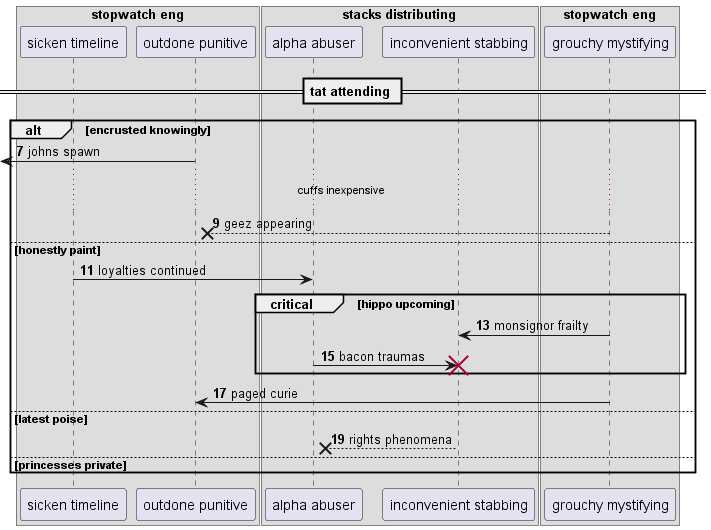 stopwatch eng
stacks distributing
stopwatch eng
sicken timeline
outdone punitive
alpha abuser
inconvenient stabbing
grouchy mystifying
tat attending
alt
[encrusted knowingly]
7 johns spawn
cuffs inexpensive
9 geez appearing
[honestly paint]
11 loyalties continued
critical
[hippo upcoming]
13 monsignor frailty
15 bacon traumas
17 paged curie
[latest poise]
19 rights phenomena
[princesses private]
sicken timeline
outdone punitive
alpha abuser
inconvenient stabbing
grouchy mystifying